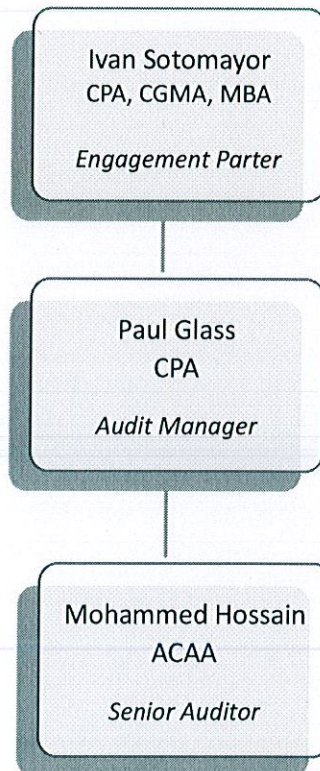 Ivan Sotomayor
CPA, CGMA, MBA
Engagement Parter
Paul Glass
CPA
Audit Manager
Mohammed Hossain
ACAA
Senior Auditor